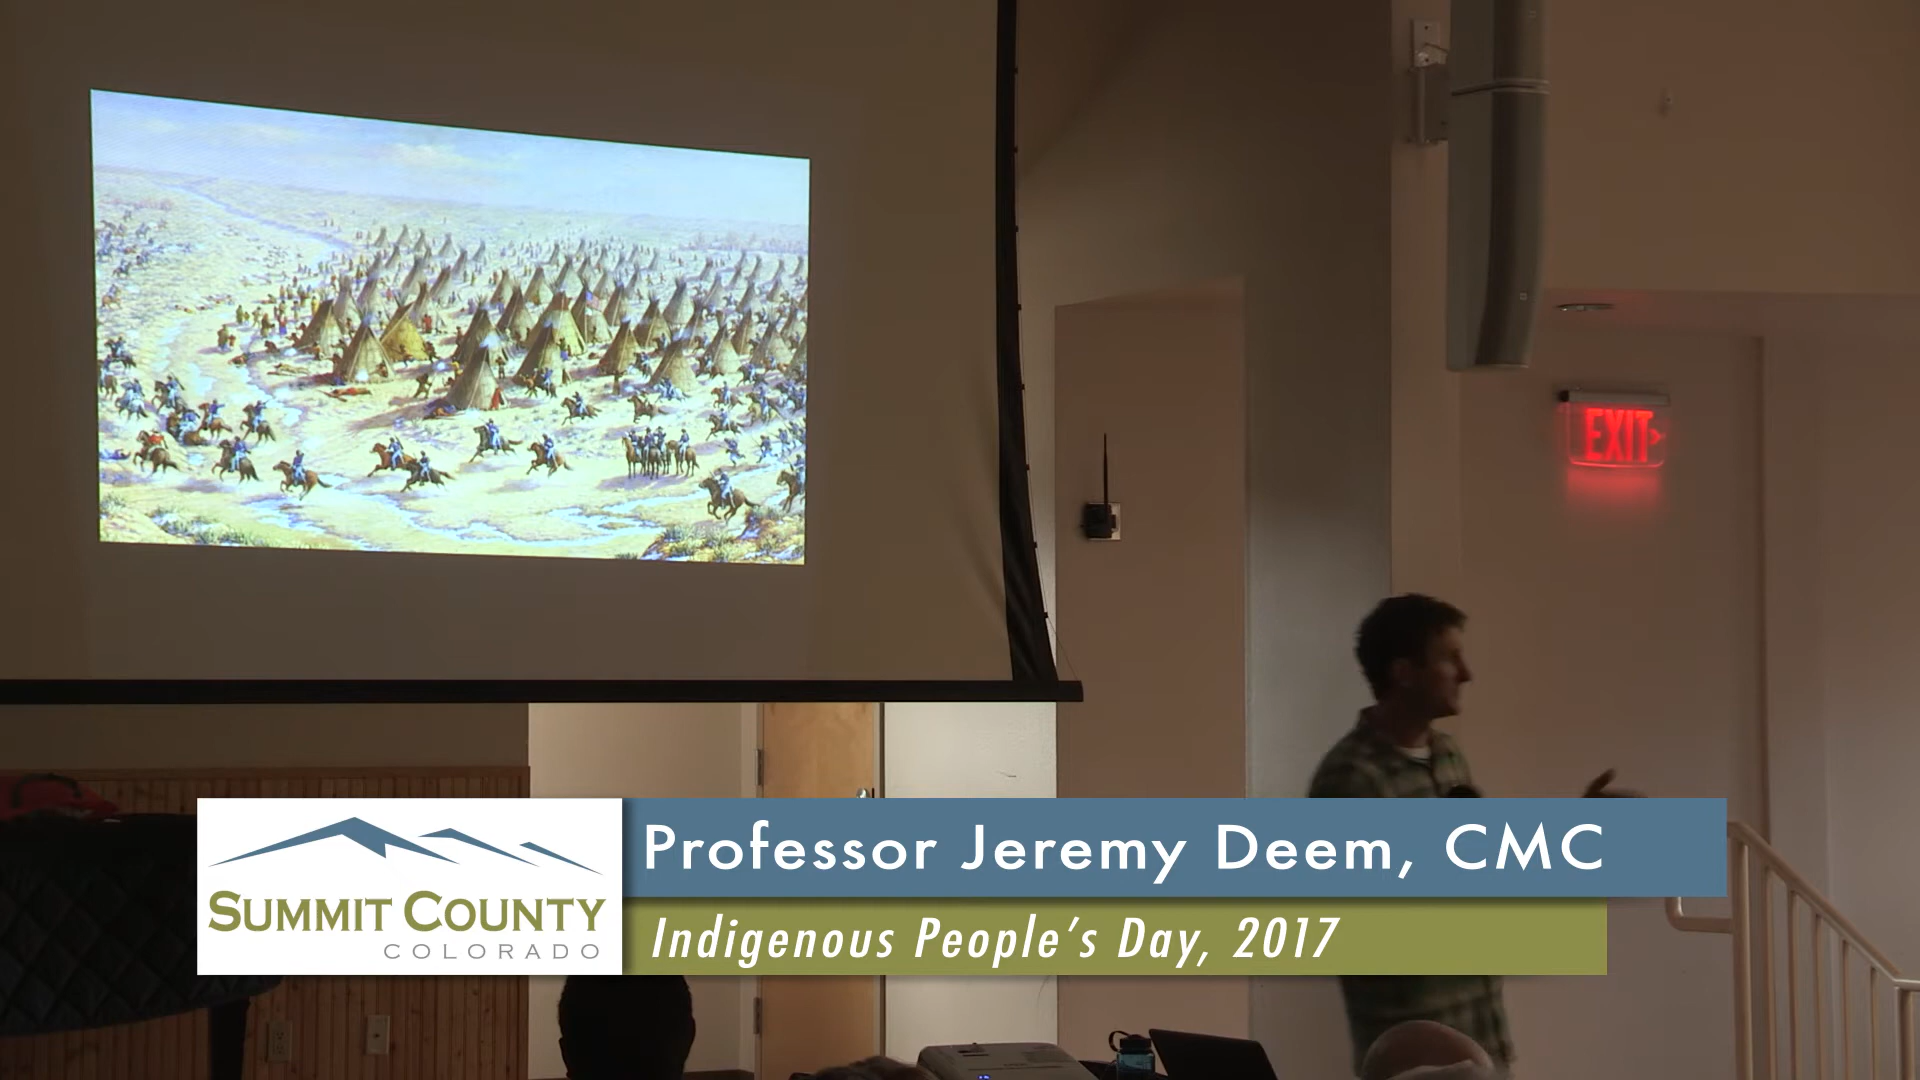 EXIT
Professor Jeremy Deem, CMC
SUMMIT COUNTY
COLORADO
Indigenous People's Day, 2017